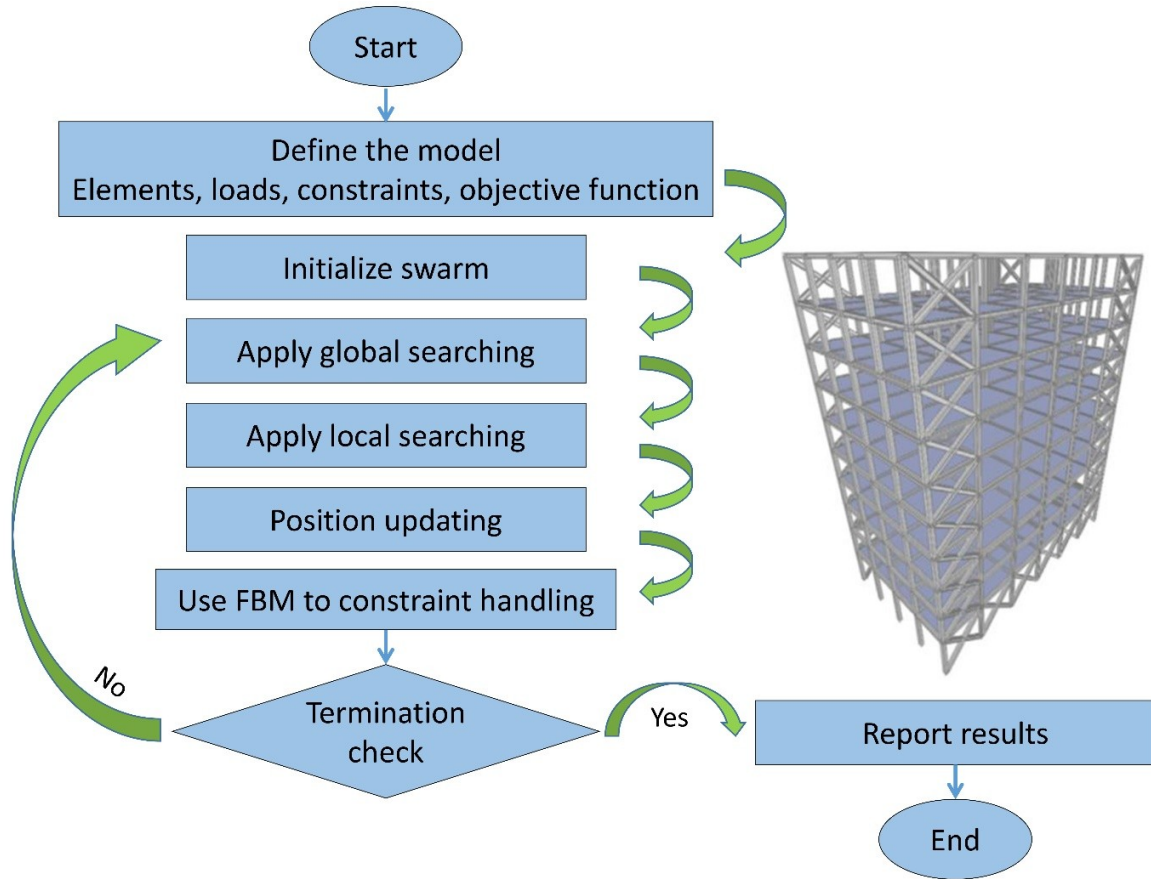 Start
Define the model
Elements, loads, constraints, objective function
Initialize swarm
Apply global searching
Apply local searching
Position updating
Use FBM to constraint handling
No
Termination
check
Yes
Report results
End